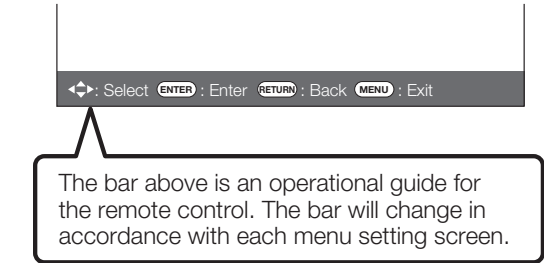 : Select ENTER : Enter RETURN : Back MENU : Exit
The bar above is an operational guide for
the remote control. The bar will change in
accordance with each menu setting screen.